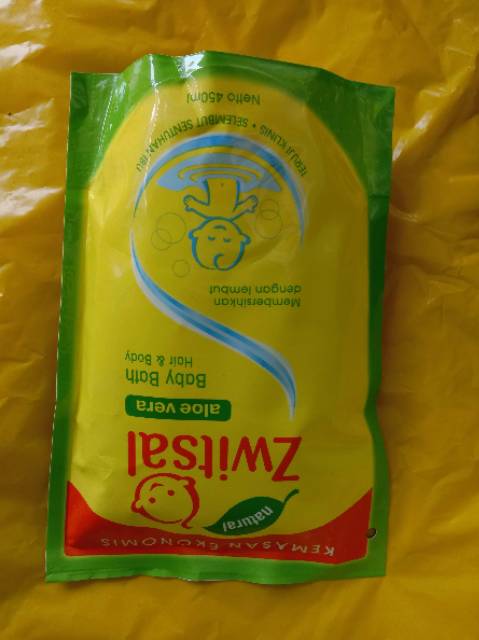 KEMASAN EKONOMIS
natural
Zwitsal
aloe vera
Baby Bath
Hair & Body
Membersihkan
dengan lembut
TERUJI KLINIS • SELEMBUT SENTUHAN IBU
Netto 450ml